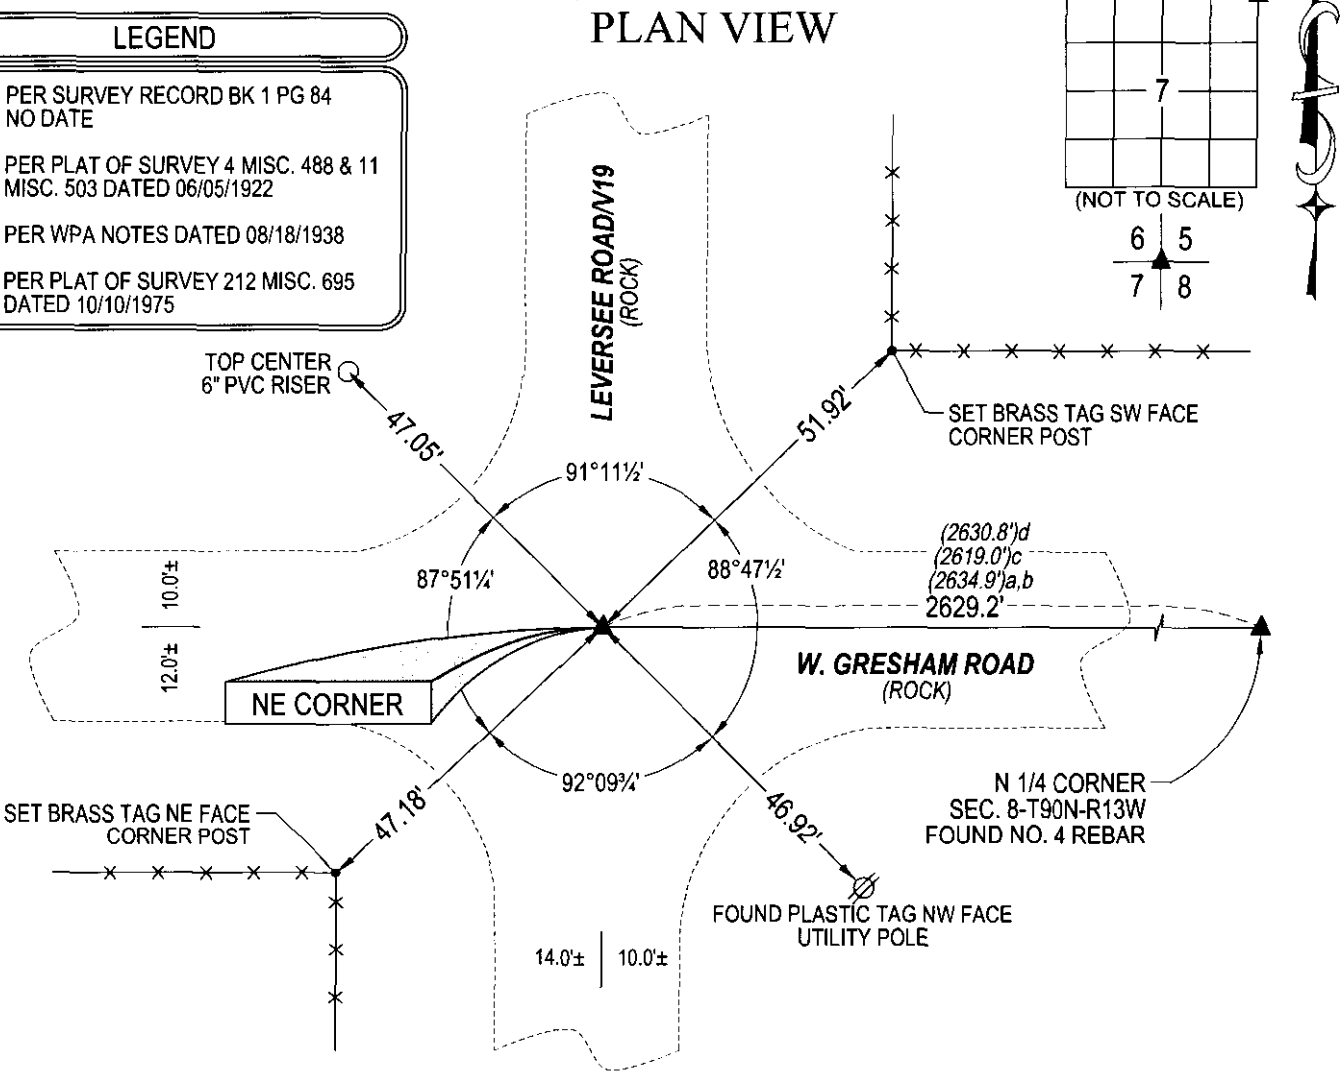 PLAN VIEW
LEGEND
PER SURVEY RECORD BK 1 PG 84
NO DATE
PER PLAT OF SURVEY 4 MISC. 488 & 11
MISC. 503 DATED 06/05/1922
PER WPA NOTES DATED 08/18/1938
PER PLAT OF SURVEY 212 MISC. 695
DATED 10/10/1975
7
(NOT TO SCALE)
6 5
7 8
LEVERSEE ROAD/V19
(ROCK)
TOP CENTER
6" PVC RISER
47.05'
51.92'
SET BRASS TAG SW FACE
CORNER POST
91°11½'
87°51¼'
88°47½'
92°09¾'
(2630.8')d
(2619.0')c
(2634.9')a,b
2629.2'
10.0'±
12.0'±
NE CORNER
W. GRESHAM ROAD
(ROCK)
N 1/4 CORNER
SEC. 8-T90N-R13W
FOUND NO. 4 REBAR
SET BRASS TAG NE FACE
CORNER POST
47.18'
46.92'
FOUND PLASTIC TAG NW FACE
UTILITY POLE
14.0'± 10.0'±